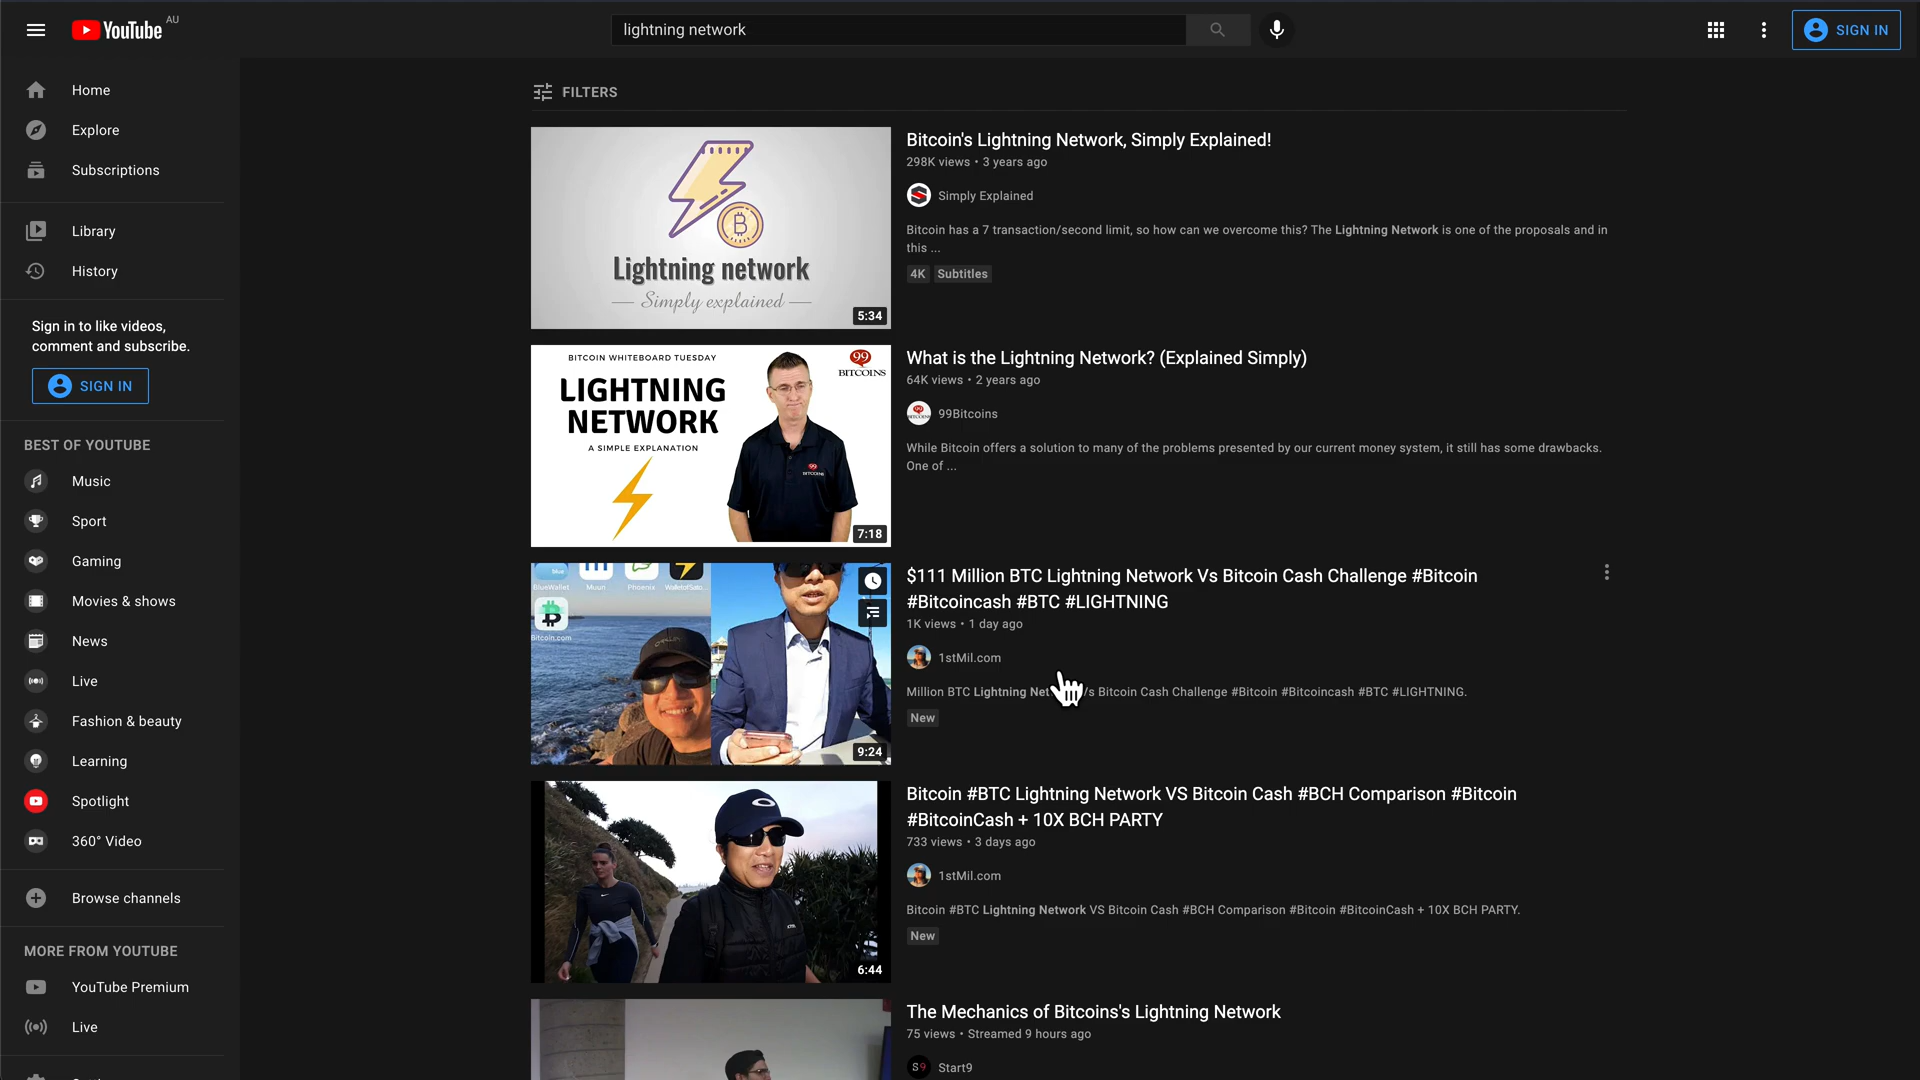 YouTube AU
lightning network
SIGN IN
Home
Explore
Subscriptions
Library
History
Sign in to like videos,
comment and subscribe.
SIGN IN
BEST OF YOUTUBE
Music
Sport
Gaming
Movies & shows
News
Live
Fashion & beauty
Learning
Spotlight
360° Video
Browse channels
MORE FROM YOUTUBE
YouTube Premium
Live
FILTERS
Lightning network
Simply explained
5:34
Bitcoin's Lightning Network, Simply Explained!
298K views • 3 years ago
Simply Explained
Bitcoin has a 7 transaction/second limit, so how can we overcome this? The Lightning Network is one of the proposals and in
this ...
4K Subtitles
BITCOIN WHITEBOARD TUESDAY
99
BITCOINS
LIGHTNING
NETWORK
A SIMPLE EXPLANATION
7:18
What is the Lightning Network? (Explained Simply)
64K views • 2 years ago
99Bitcoins
While Bitcoin offers a solution to many of the problems presented by our current money system, it still has some drawbacks.
One of ...
BlueWallet Muun Phoenix
Bitcoin.com
9:24
$111 Million BTC Lightning Network Vs Bitcoin Cash Challenge #Bitcoin
#Bitcoincash #BTC #LIGHTNING
1K views • 1 day ago
1stMil.com
Million BTC Lightning Net /s Bitcoin Cash Challenge #Bitcoin #Bitcoincash #BTC #LIGHTNING.
New
6:44
Bitcoin #BTC Lightning Network VS Bitcoin Cash #BCH Comparison #Bitcoin
#BitcoinCash + 10X BCH PARTY
733 views • 3 days ago
1stMil.com
Bitcoin #BTC Lightning Network VS Bitcoin Cash #BCH Comparison #Bitcoin #BitcoinCash + 10X BCH PARTY.
New
The Mechanics of Bitcoins's Lightning Network
75 views • Streamed 9 hours ago
S9 Start9